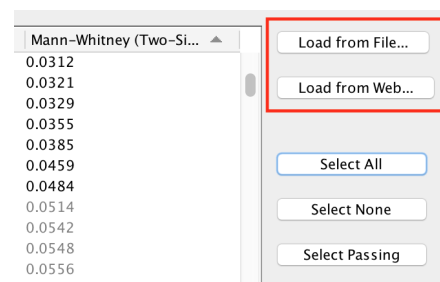 Mann-Whitney (Two-Si...
0.0312
0.0321
0.0329
0.0355
0.0385
0.0459
0.0484
0.0514
0.0542
0.0548
0.0556
Load from File...
Load from Web...
Select All
Select None
Select Passing